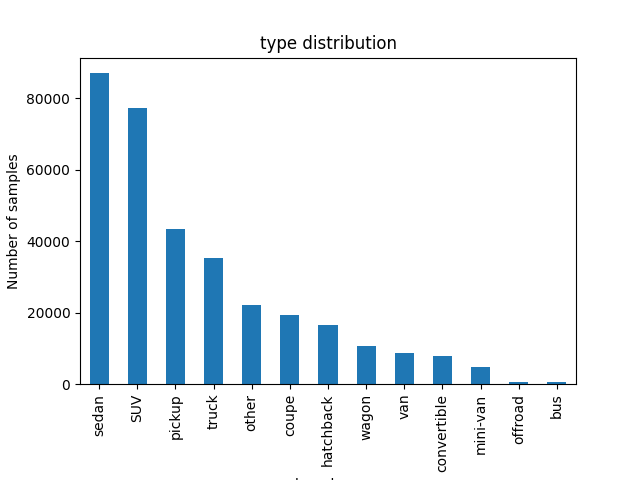 type distribution
Number of samples
80000
60000
40000
20000
0
sedan
SUV
pickup
truck
other
coupe
hatchback
wagon
van
convertible
mini-van
offroad
bus